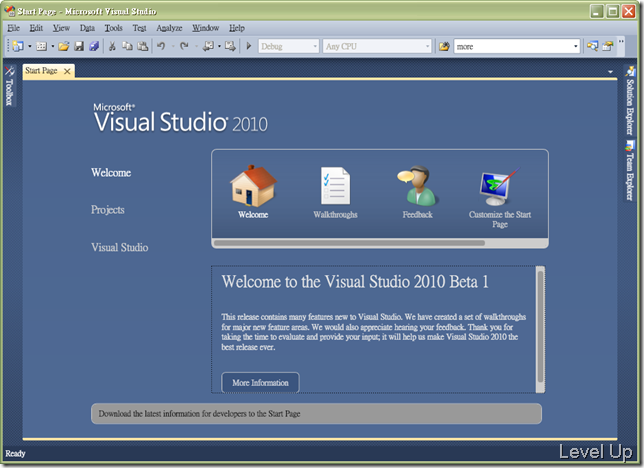 Start Page - Microsoft Visual Studio
File Edit View Data Tools Test Analyze Window Help
Debug Any CPU more
Start Page
Toolbox
Solution Explorer
Team Explorer
Microsoft®
Visual Studio® 2010
Welcome
Projects
Visual Studio
Welcome Walkthroughs Feedback Customize the Start
Page
Welcome to the Visual Studio 2010 Beta 1
This release contains many features new to Visual Studio. We have created a set of walkthroughs
for major new feature areas. We would also appreciate hearing your feedback. Thank you for
taking the time to evaluate and provide your input; it will help us make Visual Studio 2010 the
best release ever.
More Information
Download the latest information for developers to the Start Page
Ready
Level Up